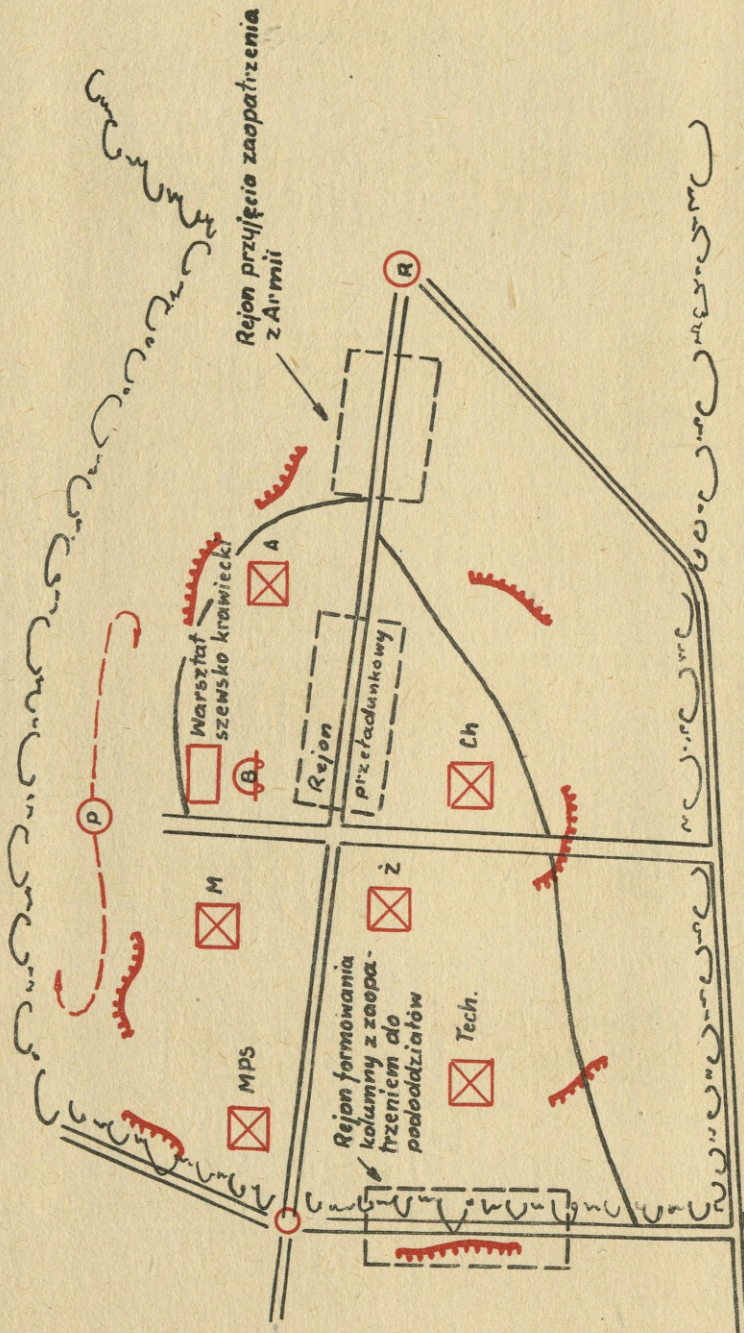 Rejon przyjęcia zaopatrzenia
z Armii
R
Warsztat
szewsko krawiecki
A
P
B
Rejon
przeładunkowy
Ch
M
Ż
MPS
Rejon formowania
kolumny z zaopa-
trzeniem do
pododdziałów
Tech.